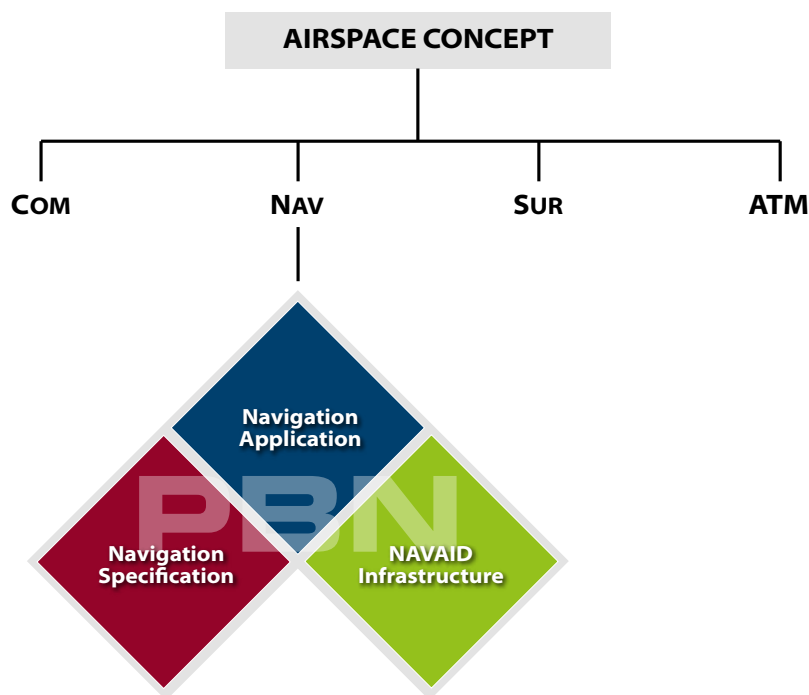 AIRSPACE CONCEPT
COM NAV SUR ATM
Navigation
Application
PBN
Navigation
Specification
NAVAID
Infrastructure